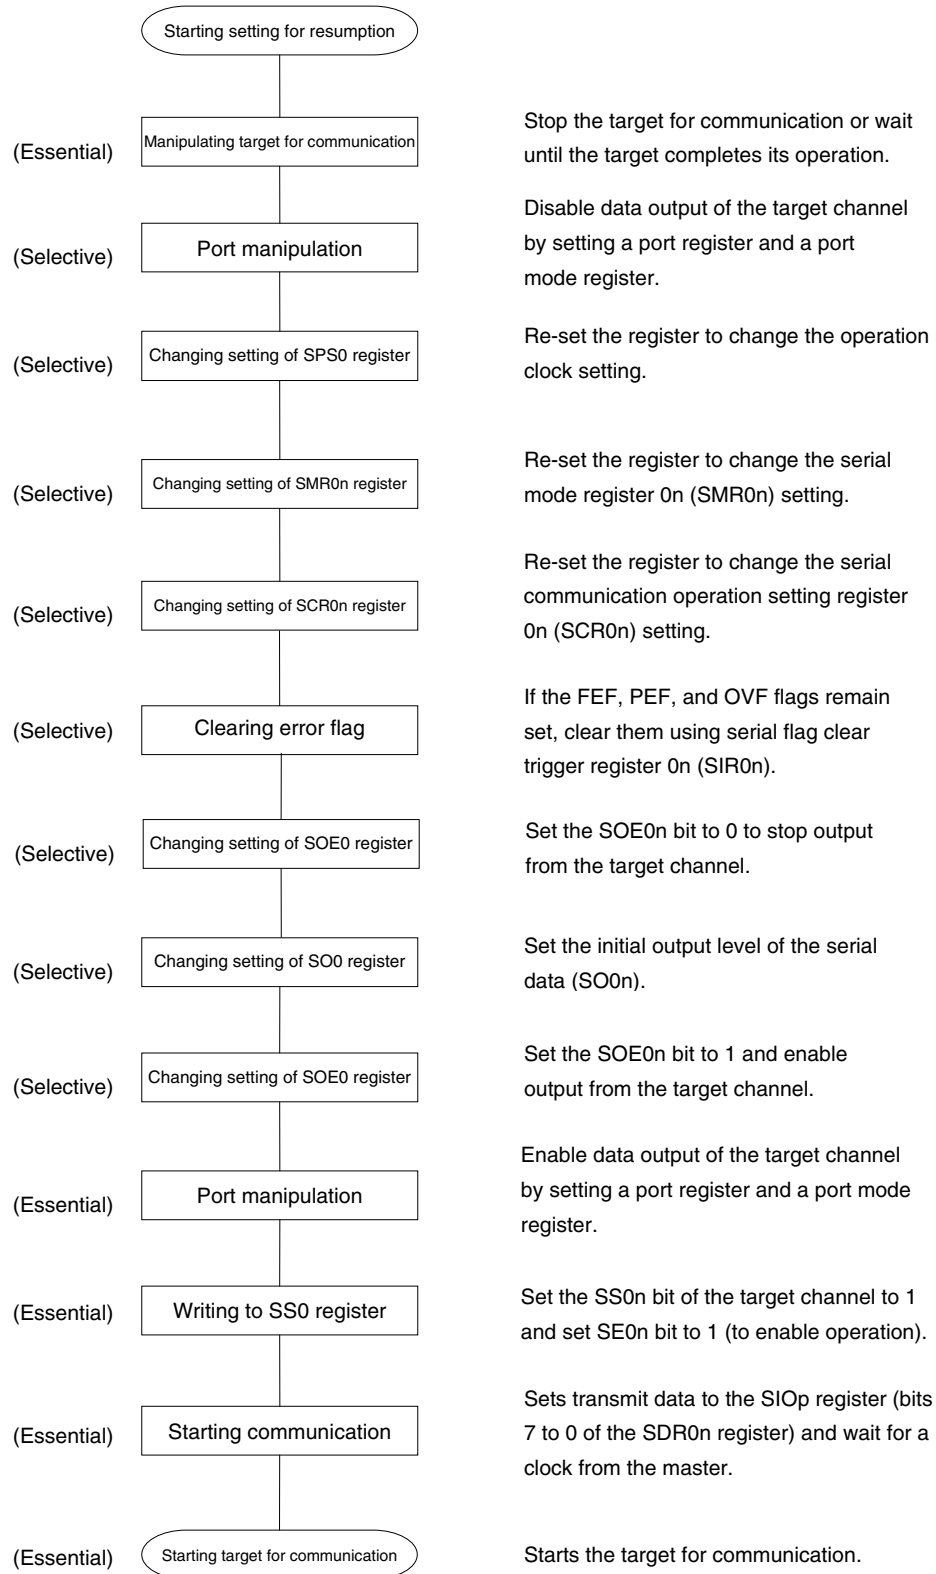 Starting setting for resumption
(Essential)
Manipulating target for communication
Stop the target for communication or wait
until the target completes its operation.
(Selective)
Port manipulation
Disable data output of the target channel
by setting a port register and a port
mode register.
(Selective)
Changing setting of SPS0 register
Re-set the register to change the operation
clock setting.
(Selective)
Changing setting of SMR0n register
Re-set the register to change the serial
mode register 0n (SMR0n) setting.
(Selective)
Changing setting of SCR0n register
Re-set the register to change the serial
communication operation setting register
0n (SCR0n) setting.
(Selective)
Clearing error flag
If the FEF, PEF, and OVF flags remain
set, clear them using serial flag clear
trigger register 0n (SIR0n).
(Selective)
Changing setting of SOE0 register
Set the SOE0n bit to 0 to stop output
from the target channel.
(Selective)
Changing setting of SO0 register
Set the initial output level of the serial
data (SO0n).
(Selective)
Changing setting of SOE0 register
Set the SOE0n bit to 1 and enable
output from the target channel.
(Essential)
Port manipulation
Enable data output of the target channel
by setting a port register and a port mode
register.
(Essential)
Writing to SS0 register
Set the SS0n bit of the target channel to 1
and set SE0n bit to 1 (to enable operation).
(Essential)
Starting communication
Sets transmit data to the SIOp register (bits
7 to 0 of the SDR0n register) and wait for a
clock from the master.
(Essential)
Starting target for communication
Starts the target for communication.